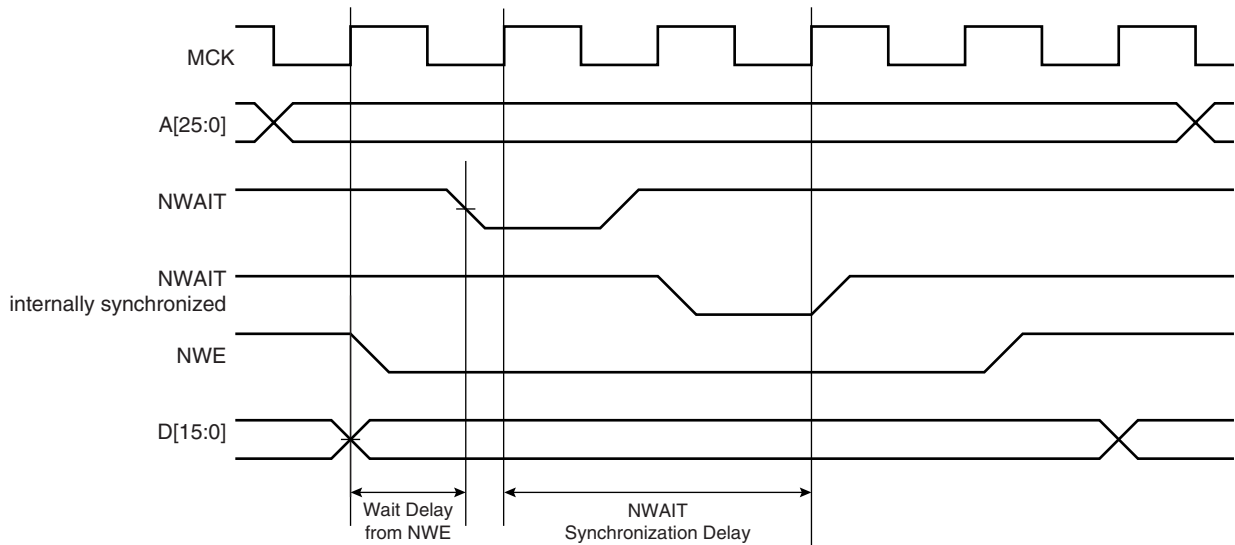 MCK
A[25:0]
NWAIT
NWAIT
internally synchronized
NWE
D[15:0]
Wait Delay
from NWE
NWAIT
Synchronization Delay